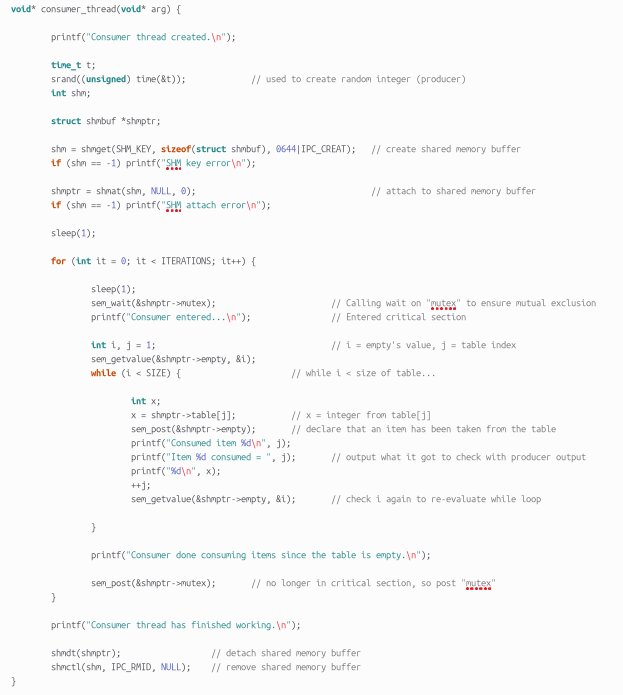 void* consumer_thread(void* arg) {
printf("Consumer thread created.\n");
time_t t;
srand((unsigned) time(&t)); // used to create random integer (producer)
int shm;
struct shmbuf *shmptr;
shm = shmget(SHM_KEY, sizeof(struct shmbuf), 0644|IPC_CREAT); // create shared memory buffer
if (shm == -1) printf("SHM key error\n");
shmptr = shmat(shm, NULL, 0); // attach to shared memory buffer
if (shm == -1) printf("SHM attach error\n");
sleep(1);
for (int it = 0; it < ITERATIONS; it++) {
sleep(1);
sem_wait(&shmptr->mutex); // Calling wait on "mutex" to ensure mutual exclusion
printf("Consumer entered...\n"); // Entered critical section
int i, j = 1; // i = empty's value, j = table index
sem_getvalue(&shmptr->empty, &i);
while (i < SIZE) { // while i < size of table...
int x;
x = shmptr->table[j]; // x = integer from table[j]
sem_post(&shmptr->empty); // declare that an item has been taken from the table
printf("Consumed item %d\n", j);
printf("Item %d consumed = ", j); // output what it got to check with producer output
printf("%d\n", x);
++j;
sem_getvalue(&shmptr->empty, &i); // check i again to re-evaluate while loop
}
printf("Consumer done consuming items since the table is empty.\n");
sem_post(&shmptr->mutex); // no longer in critical section, so post "mutex"
}
printf("Consumer thread has finished working.\n");
shmdt(shmptr); // detach shared memory buffer
shmctl(shm, IPC_RMID, NULL); // remove shared memory buffer
}